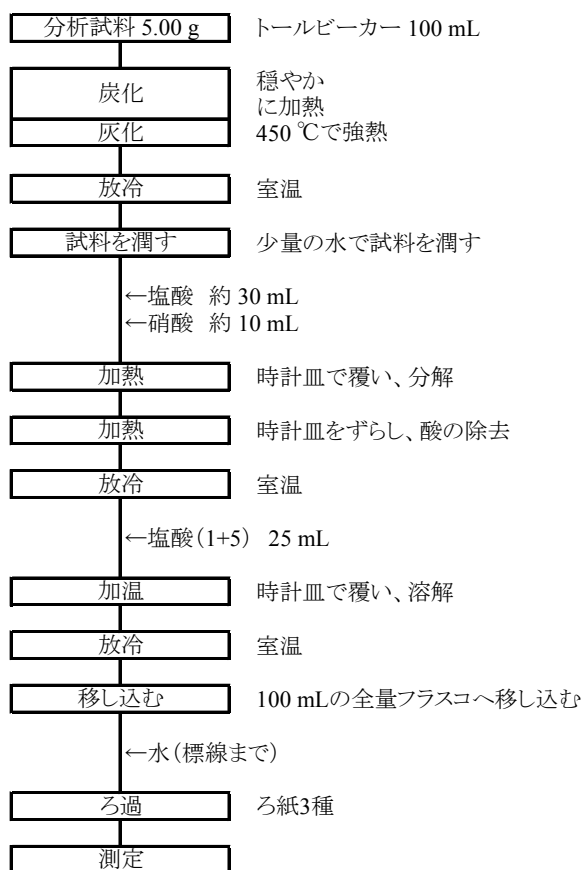 分析試料 5.00 g トールビーカー 100 mL
炭化 穏やか
に加熱
灰化 450 ℃で強熱
放冷 室温
試料を潤す 少量の水で試料を潤す
←塩酸 約 30 mL
←硝酸 約 10 mL
加熱 時計皿で覆い、分解
加熱 時計皿をずらし、酸の除去
放冷 室温
←塩酸(1+5) 25 mL
加温 時計皿で覆い、溶解
放冷 室温
移し込む 100 mLの全量フラスコへ移し込む
←水(標線まで)
ろ過 ろ紙3種
測定